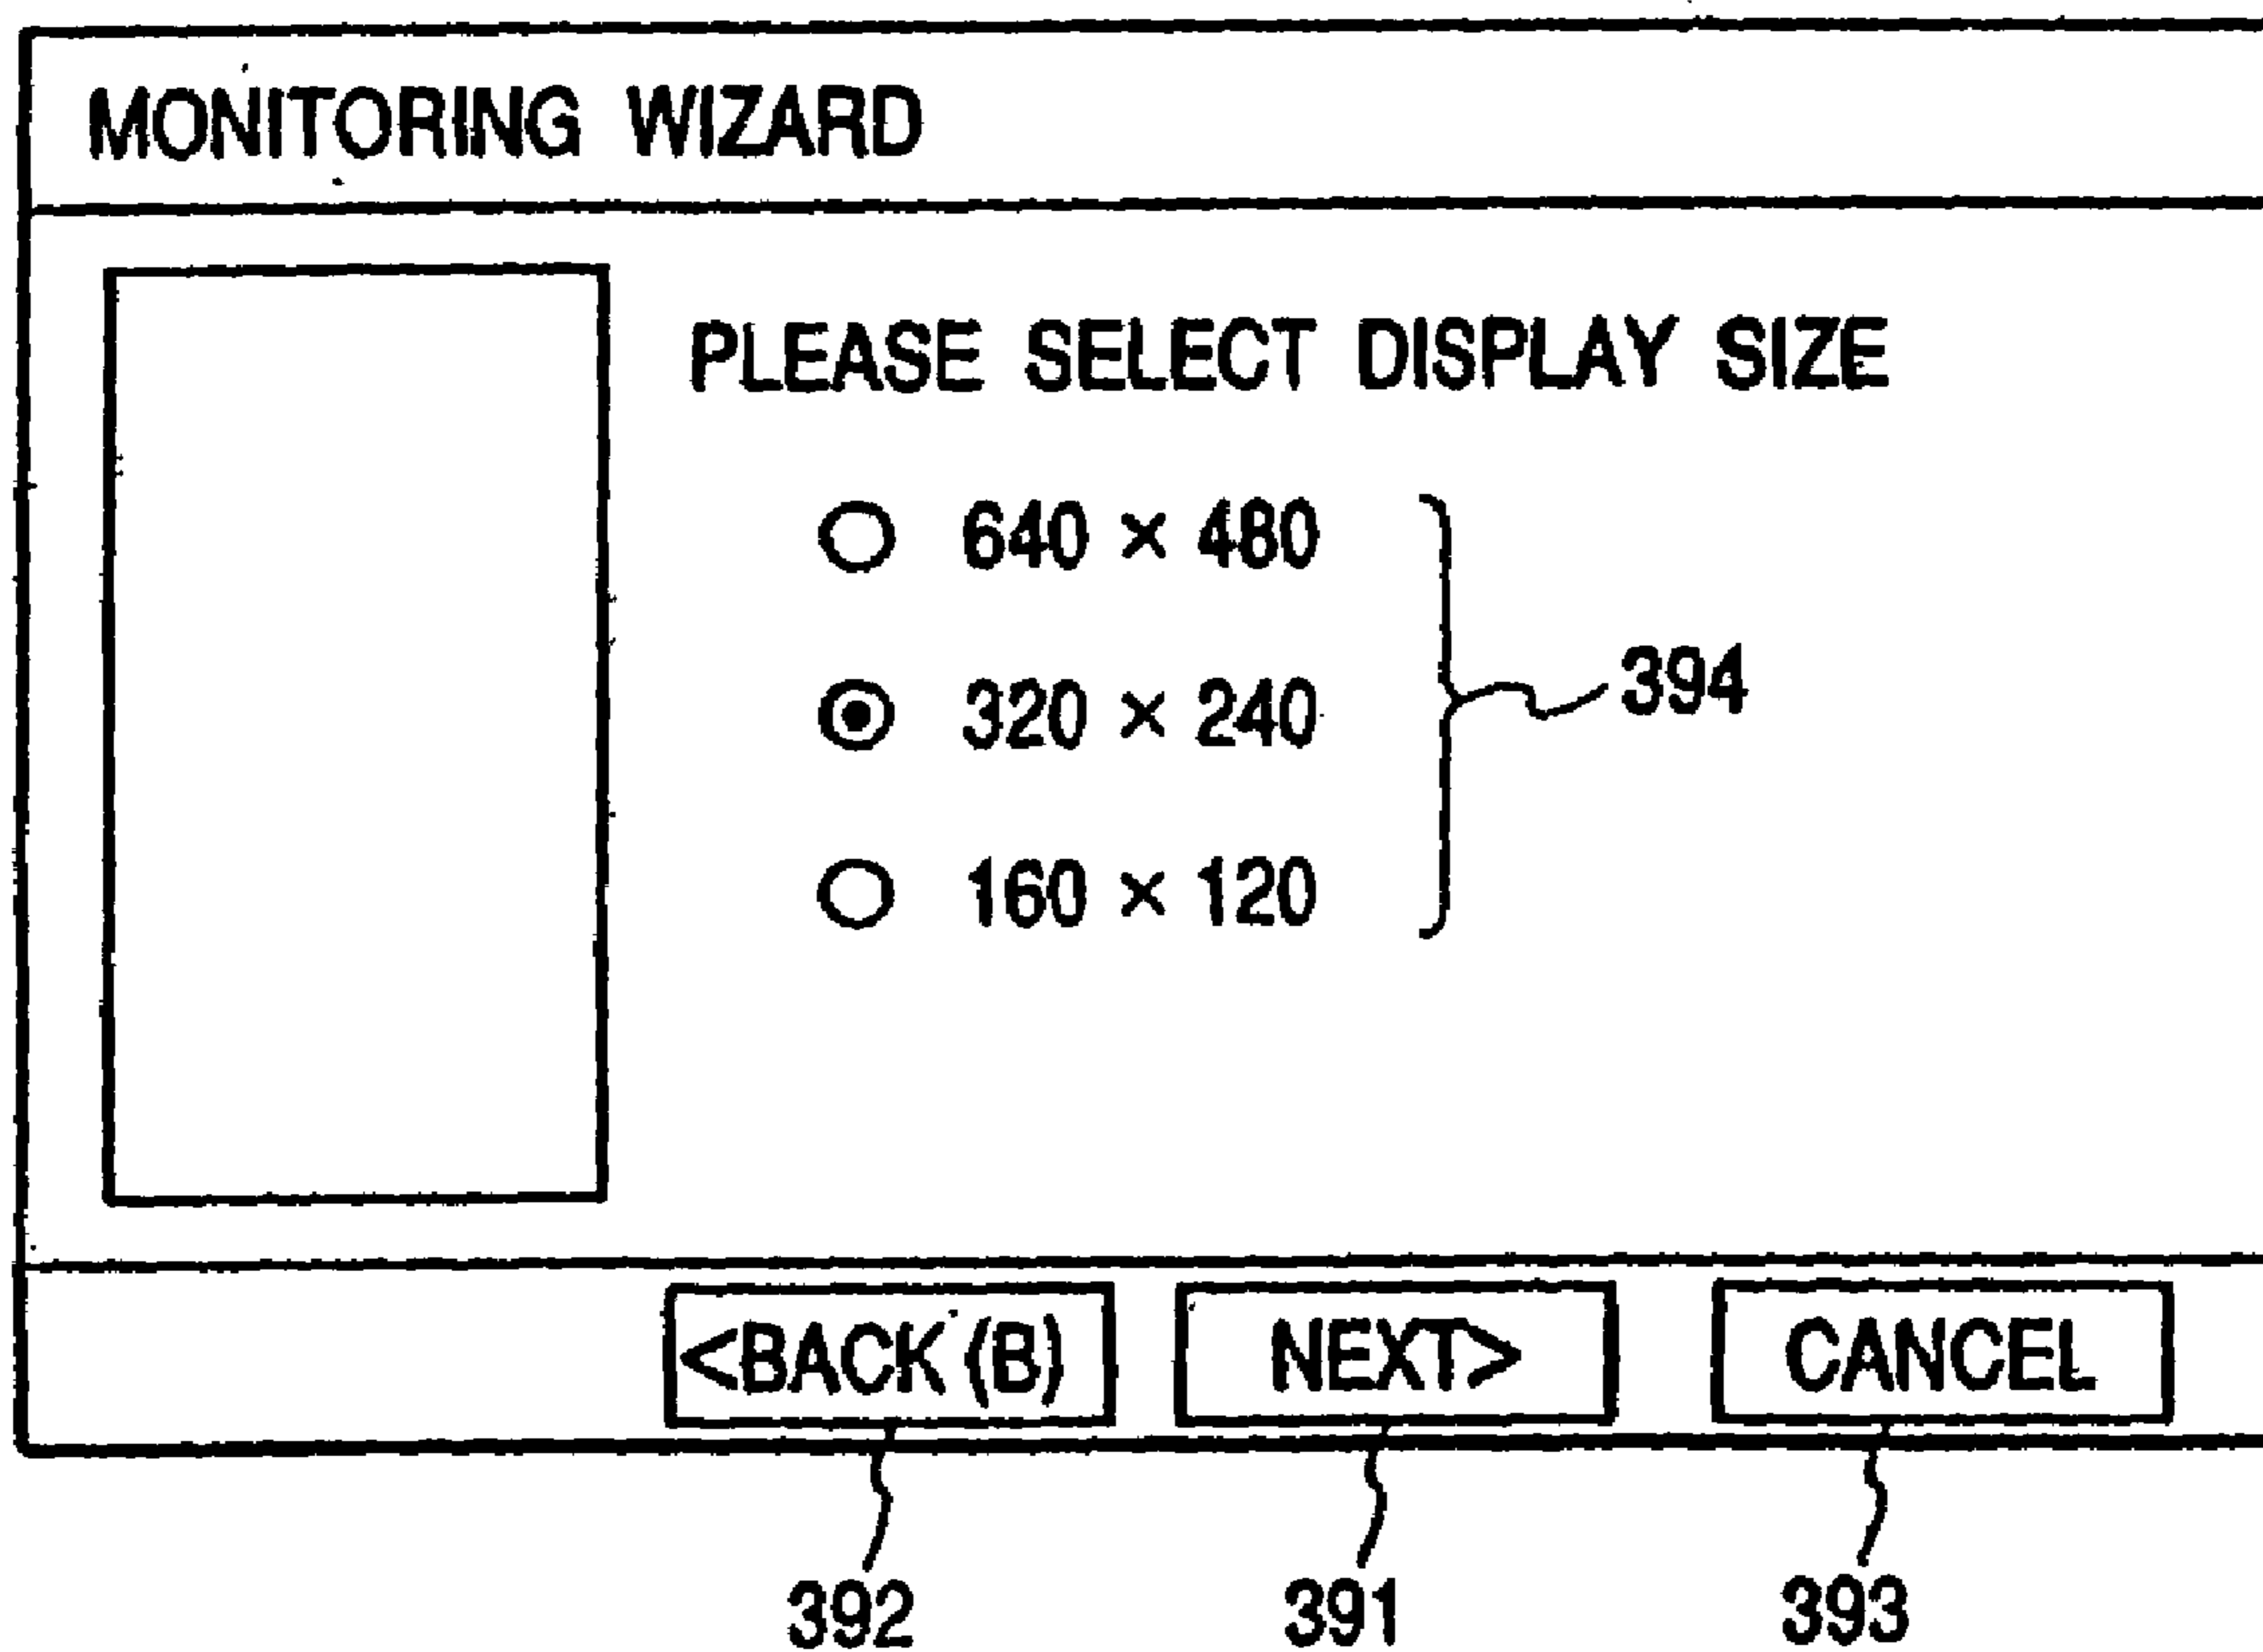 MONITORING WIZARD
PLEASE SELECT DISPLAY SIZE
640 × 480
320 × 240
394
160 × 120
<BACK (B) NEXT> CANCEL
392 391 393